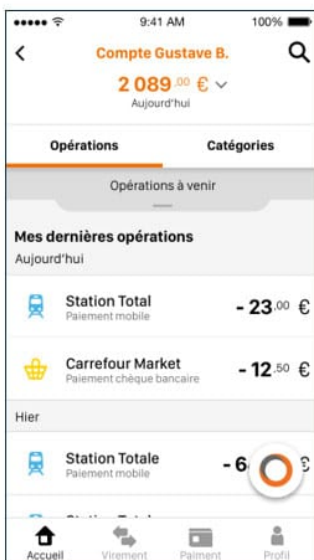 9:41 AM 100%
Compte Gustave B.
2 089 .00 €
Aujourd'hui
Opérations Catégories
Opérations à venir
Mes dernières opérations
Aujourd'hui
Station Total - 23.00 €
Paiement mobile
Carrefour Market - 12.50 €
Paiement chèque bancaire
Hier
Station Totale - 6 €
Paiement mobile
Accueil Virement Paiment Profil